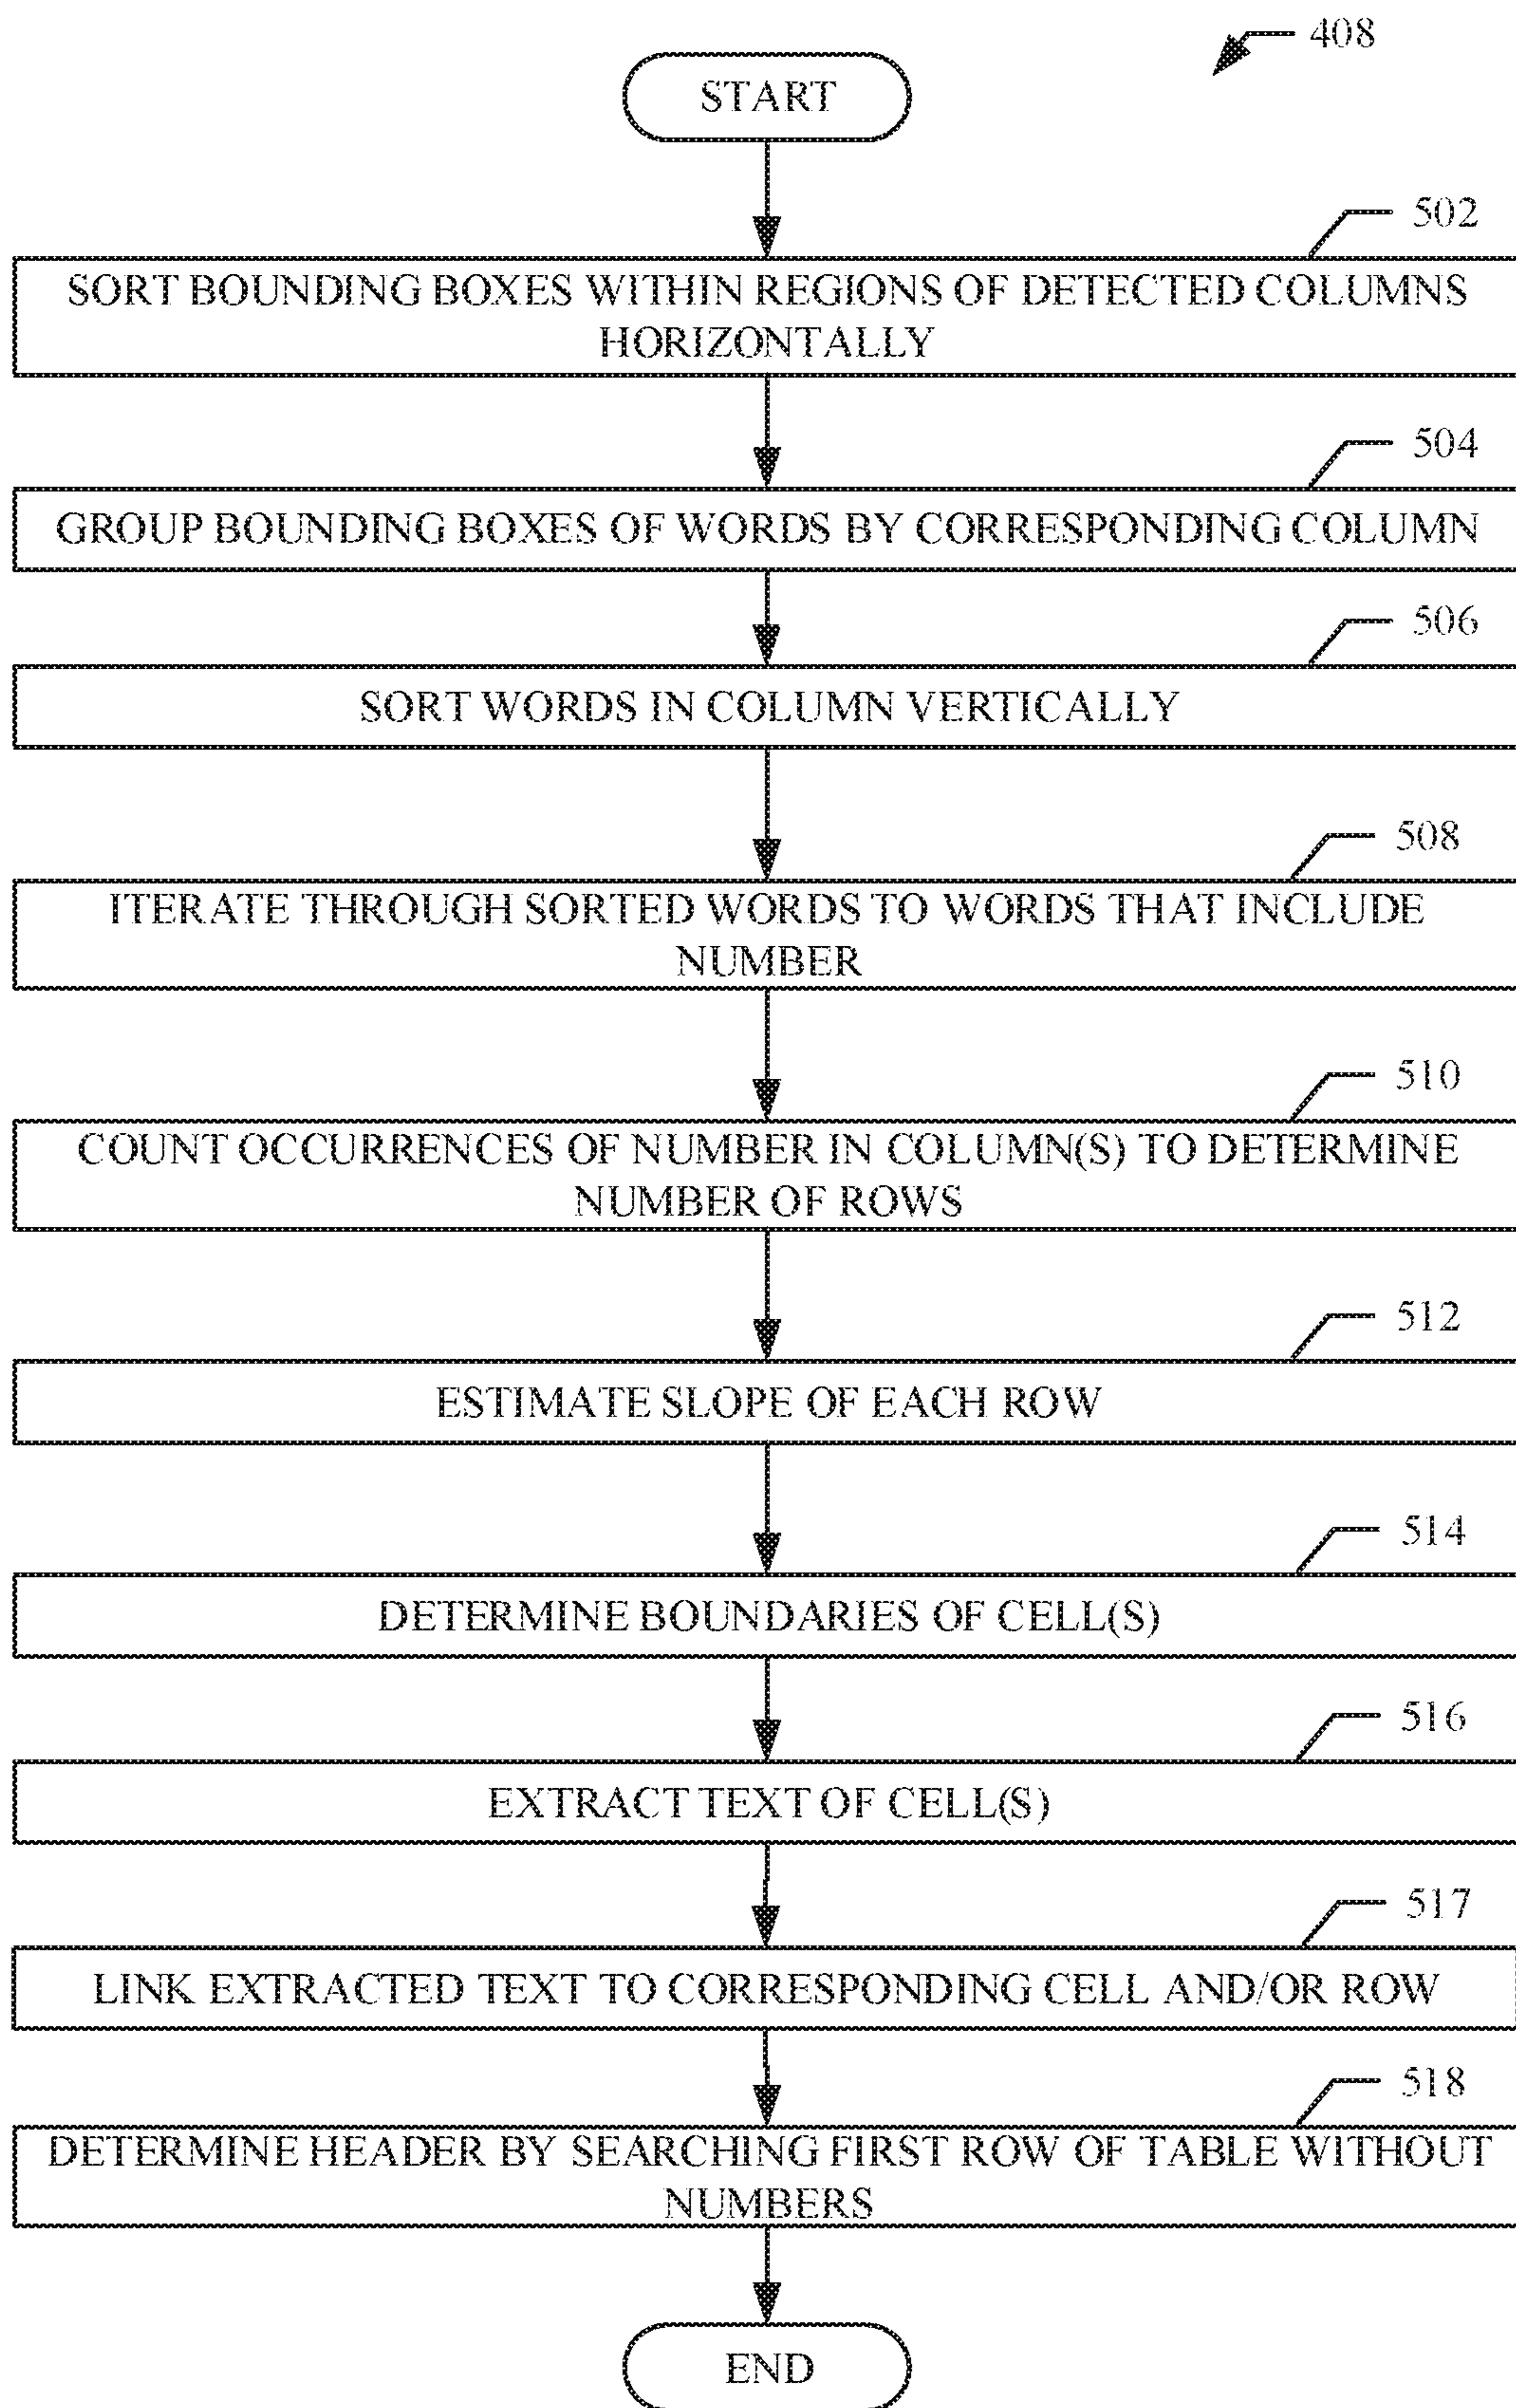 408
START
502
SORT BOUNDING BOXES WITHIN REGIONS OF DETECTED COLUMNS
HORIZONTALLY
504
GROUP BOUNDING BOXES OF WORDS BY CORRESPONDING COLUMN
506
SORT WORDS IN COLUMN VERTICALLY
508
ITERATE THROUGH SORTED WORDS TO WORDS THAT INCLUDE
NUMBER
510
COUNT OCCURRENCES OF NUMBER IN COLUMN(S) TO DETERMINE
NUMBER OF ROWS
512
ESTIMATE SLOPE OF EACH ROW
514
DETERMINE BOUNDARIES OF CELL(S)
516
EXTRACT TEXT OF CELL(S)
517
LINK EXTRACTED TEXT TO CORRESPONDING CELL AND/OR ROW
518
DETERMINE HEADER BY SEARCHING FIRST ROW OF TABLE WITHOUT
NUMBERS
END